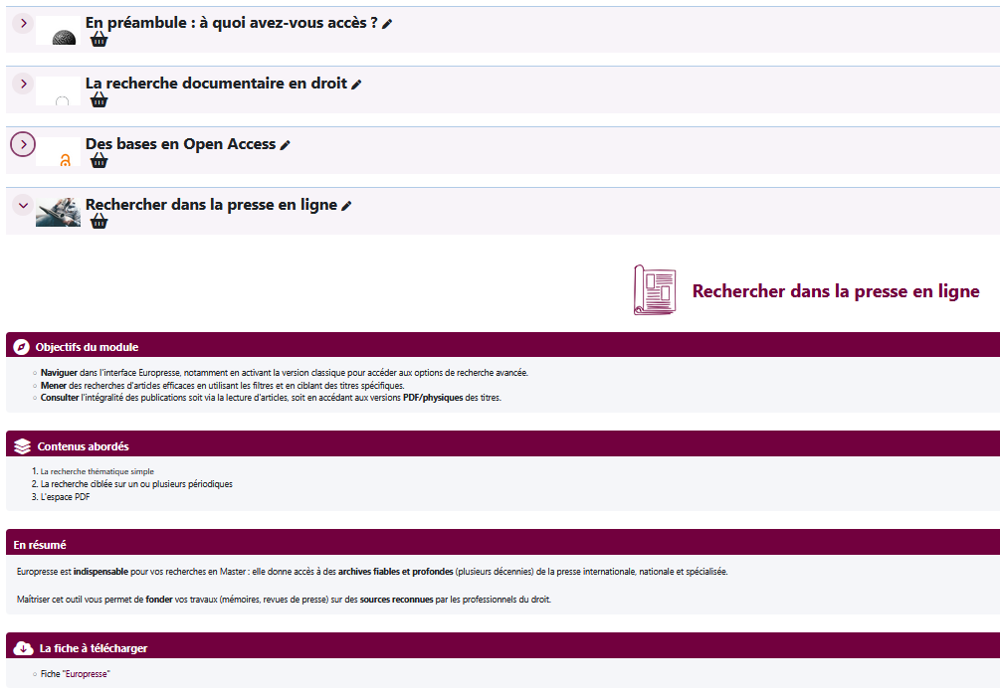 En préambule : à quoi avez-vous accès ?
La recherche documentaire en droit
Des bases en Open Access
Rechercher dans la presse en ligne
Rechercher dans la presse en ligne
Objectifs du module
Naviguer dans l'interface Europresse, notamment en activant la version classique pour accéder aux options de recherche avancée.
Mener des recherches d'articles efficaces en utilisant les filtres et en ciblant des titres spécifiques.
Consulter l'intégralité des publications soit via la lecture d'articles, soit en accédant aux versions PDF/physiques des titres.
Contenus abordés
1. La recherche thématique simple
2. La recherche ciblée sur un ou plusieurs périodiques
3. L'espace PDF
En résumé
Europresse est indispensable pour vos recherches en Master : elle donne accès à des archives fiables et profondes (plusieurs décennies) de la presse internationale, nationale et spécialisée.
Maîtriser cet outil vous permet de fonder vos travaux (mémoires, revues de presse) sur des sources reconnues par les professionnels du droit.
La fiche à télécharger
Fiche "Europresse"